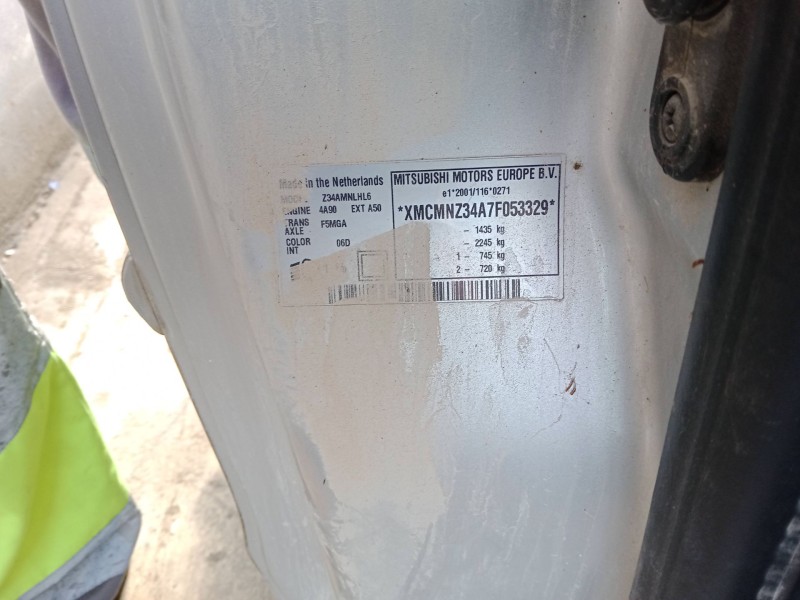 Made in the Netherlands
MODEL Z34AMNLHL6
ENGINE 4A90 EXT A50
TRANS F5MGA
AXLE
COLOR 06D
INT
MITSUBISHI MOTORS EUROPE B.V.
e1*2001/116*0271
*XMCMNZ34A7F053329*
- 1435 kg
- 2245 kg
1 - 745 kg
2 - 720 kg